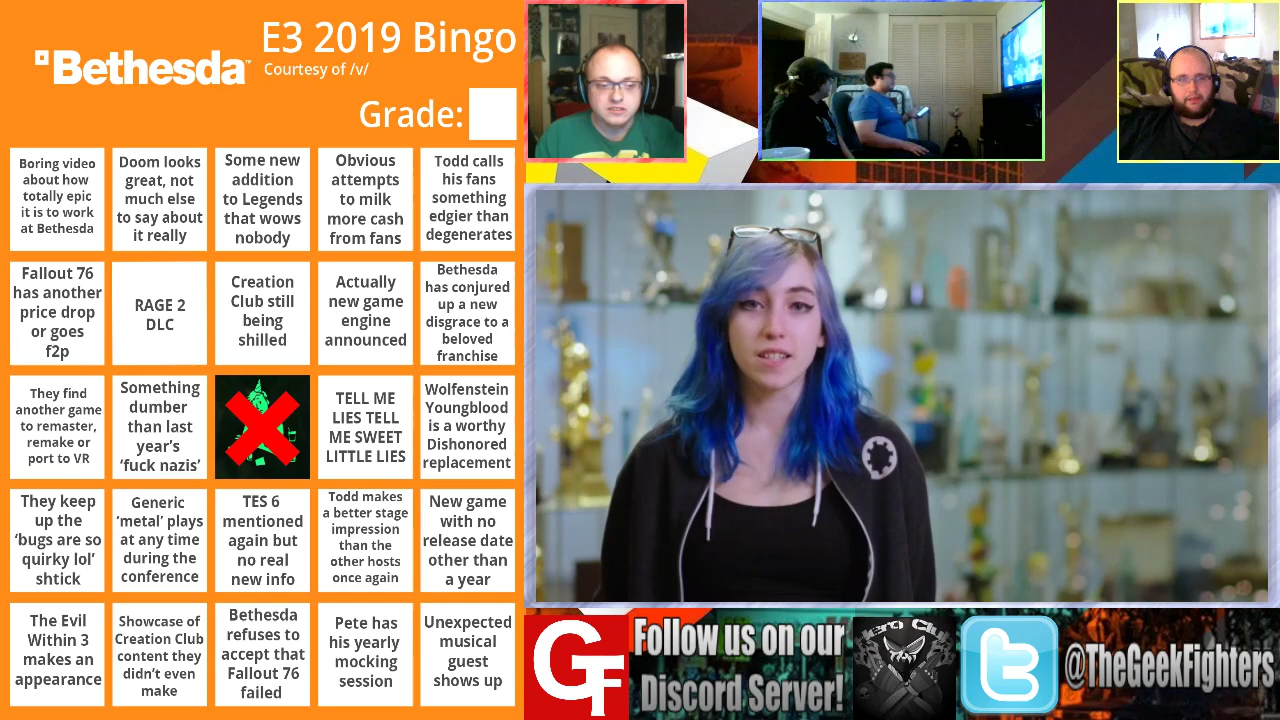 Bethesda
E3 2019 Bingo
Courtesy of /v/
Grade:
Boring video
about how
totally epic
it is to work
at Bethesda
Doom looks
great, not
much else
to say about
it really
Some new
addition
to Legends
that wows
nobody
Obvious
attempts
to milk
more cash
from fans
Todd calls
his fans
something
edgier than
degenerates
Fallout 76
has another
price drop
or goes
f2p
RAGE 2
DLC
Creation
Club still
being
shilled
Actually
new game
engine
announced
Bethesda
has conjured
up a new
disgrace to a
beloved
franchise
They find
another game
to remaster,
remake or
port to VR
Something
dumber
than last
year's
'fuck nazis'
TELL ME
LIES TELL
ME SWEET
LITTLE LIES
Wolfenstein
Youngblood
is a worthy
Dishonored
replacement
They keep
up the
'bugs are so
quirky lol'
shtick
Generic
'metal' plays
at any time
during the
conference
TES 6
mentioned
again but
no real
new info
Todd makes
a better stage
impression
than the
other hosts
once again
New game
with no
release date
other than
a year
The Evil
Within 3
makes an
appearance
Showcase of
Creation Club
content they
didn't even
make
Bethesda
refuses to
accept that
Fallout 76
failed
Pete has
his yearly
mocking
session
Unexpected
musical
guest
shows up
GF
Follow us on our
Discord Server!
@TheGeekFighters